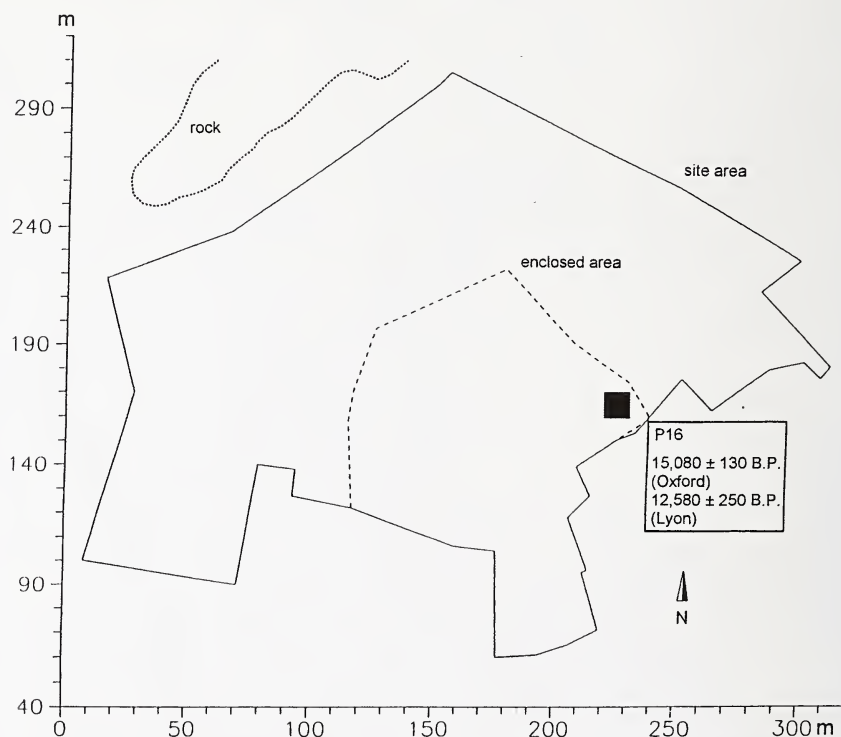 m
290
rock
site area
240
enclosed area
190
P16
15,080 ± 130 B.P.
(Oxford)
140
12,580 ± 250 B.P.
(Lyon)
90
N
40
0 50 100 150 200 250 300 m